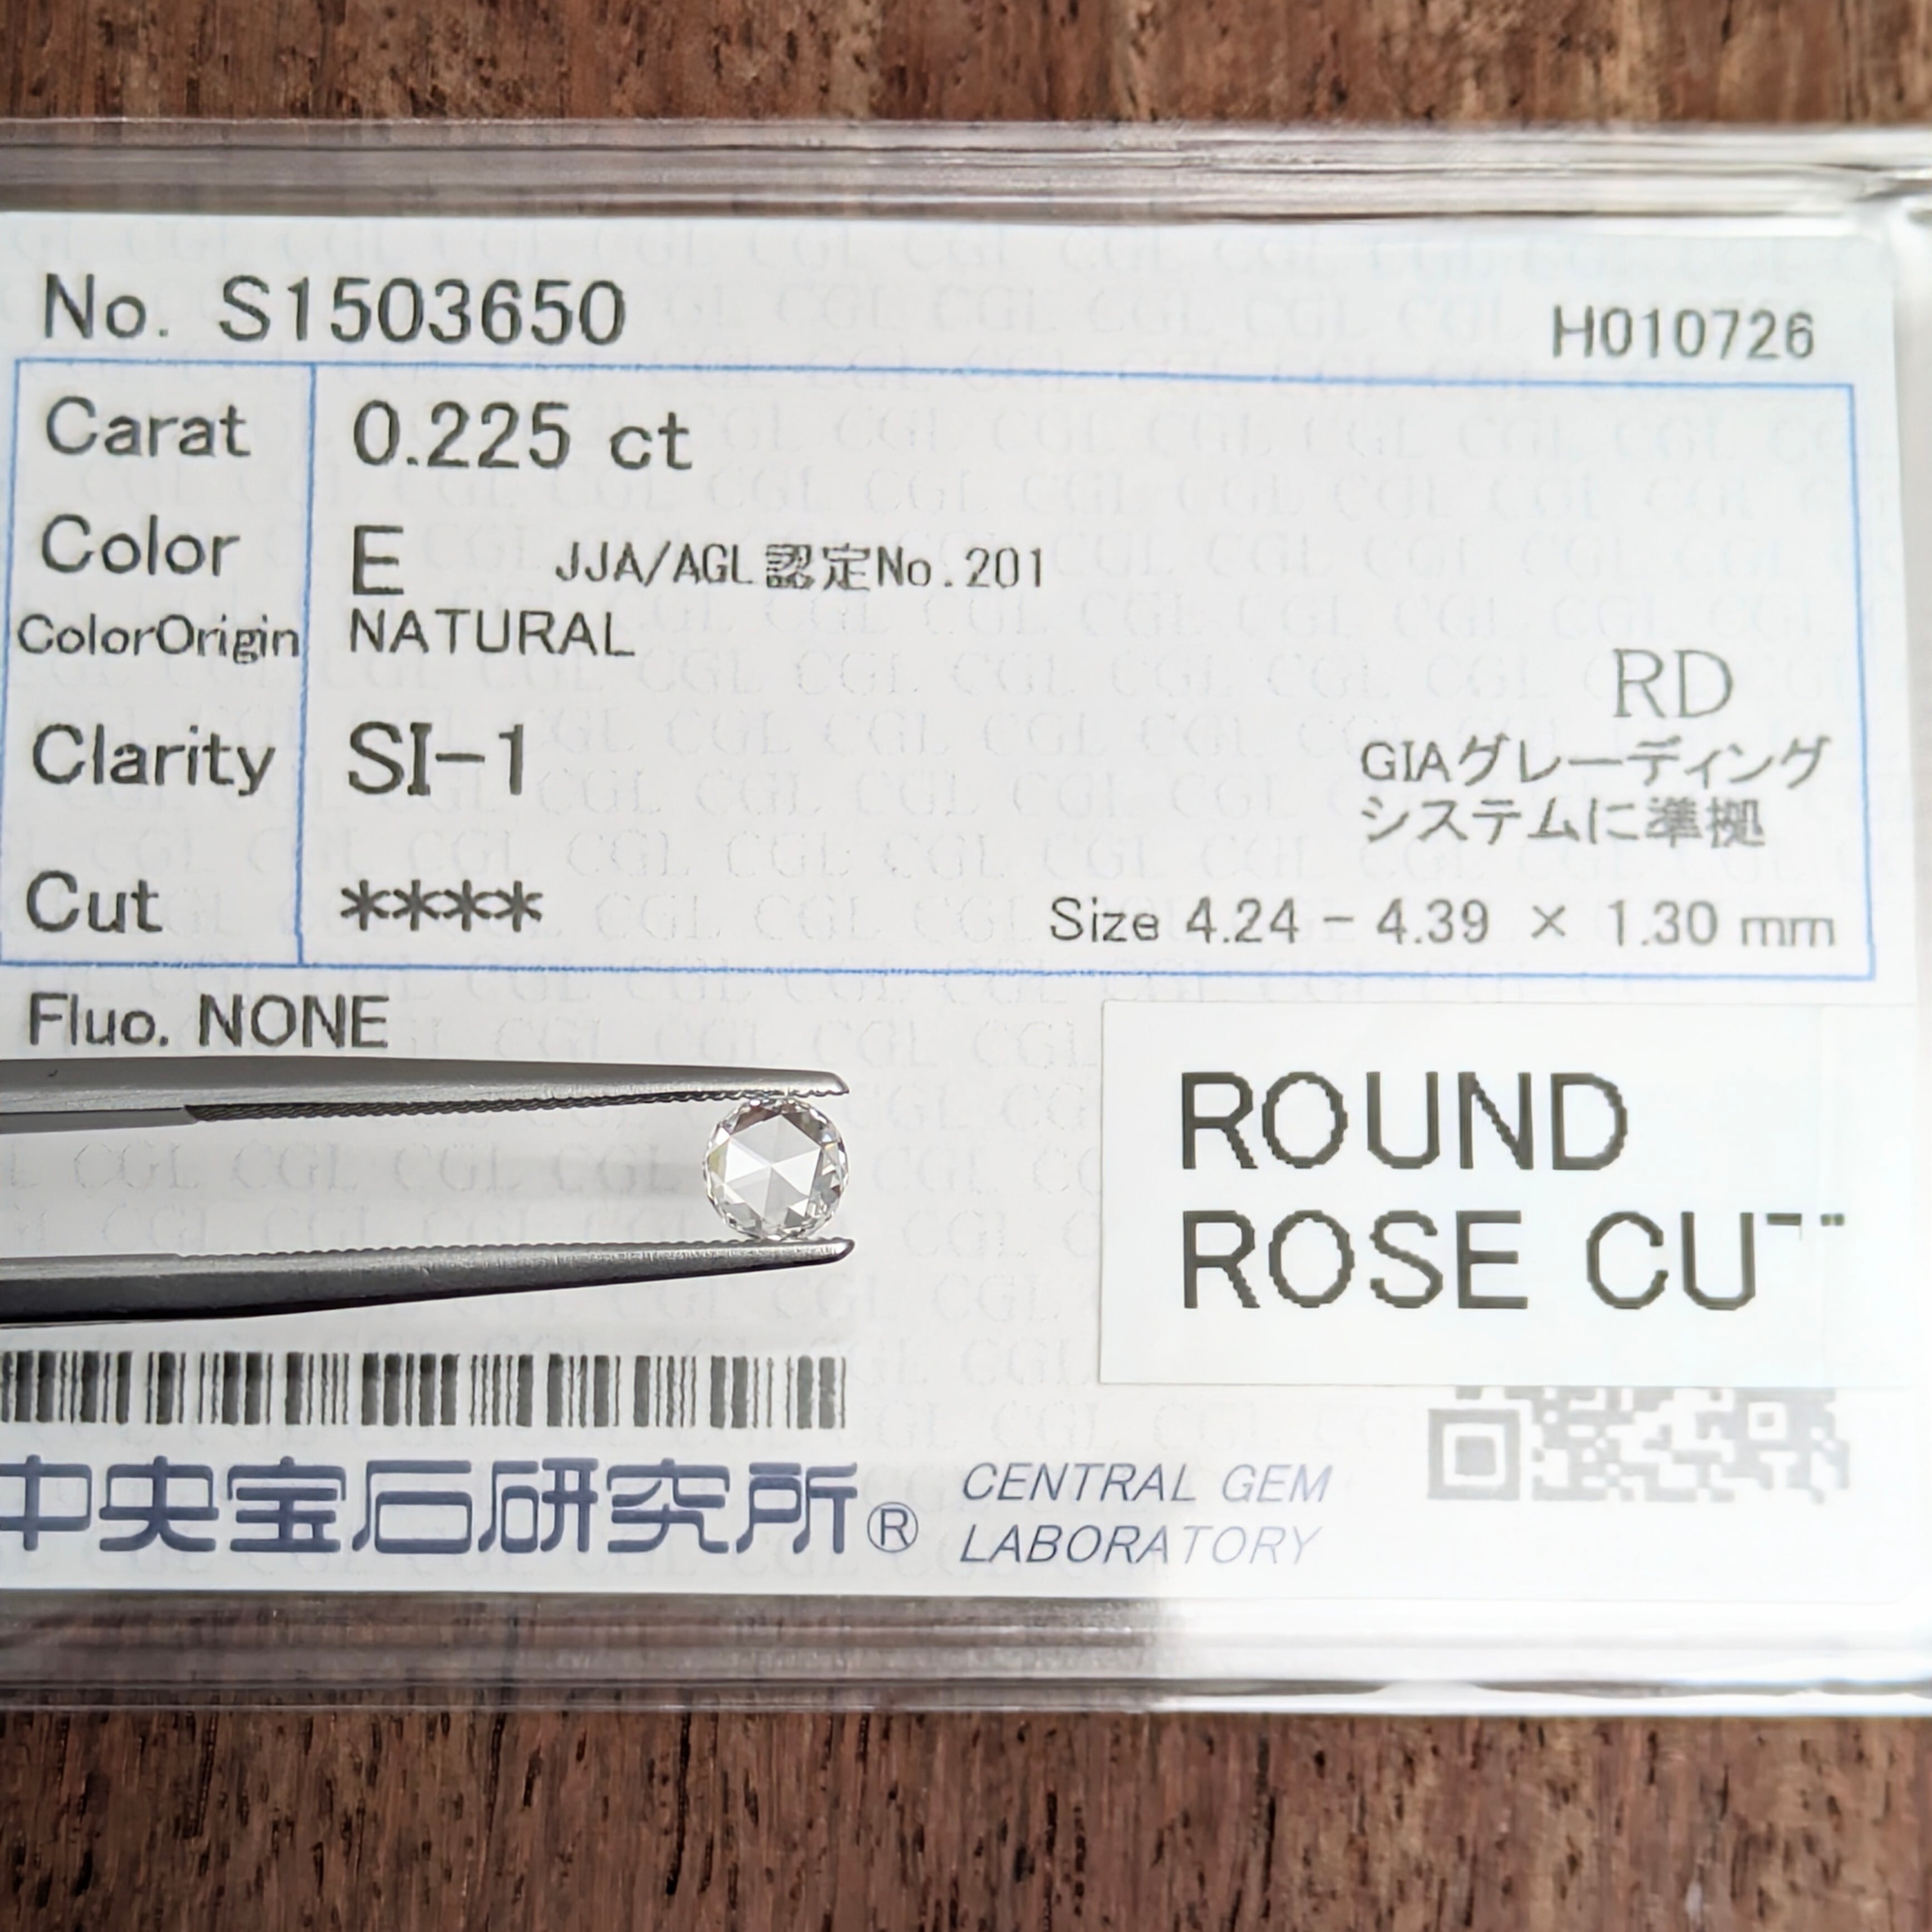 No. S1503650
H010726
Carat 0.225 ct
Color E JJA/AGL認定No.201
ColorOrigin NATURAL
RD
Clarity SI-1
GIAグレーディング
システムに準拠
Cut ****
Size 4.24 - 4.39 × 1.30 mm
Fluo. NONE
ROUND
ROSE CU
中央宝石研究所® CENTRAL GEM
LABORATORY